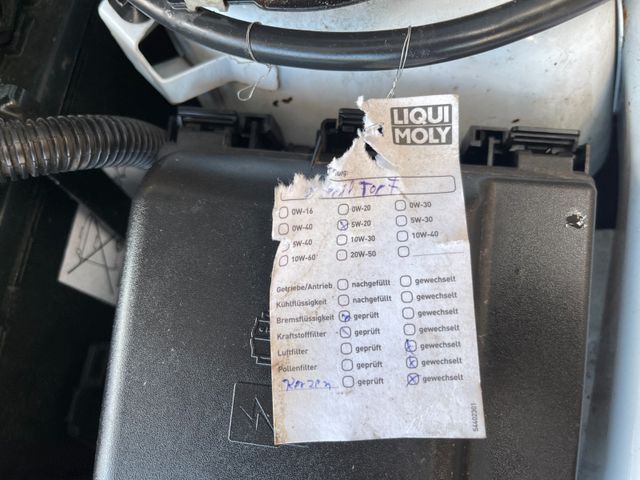 LIQUI
MOLY
0W-16 0W-20 0W-30
0W-40 5W-20 5W-30
5W-40 10W-30 10W-40
10W-60 20W-50
Getriebe/Antrieb nachgefüllt gewechselt
Kühlflüssigkeit nachgefüllt gewechselt
Bremsflüssigkeit geprüft gewechselt
Kraftstofffilter geprüft gewechselt
Luftfilter geprüft gewechselt
Pollenfilter geprüft gewechselt
Kerzen geprüft gewechselt
54402201